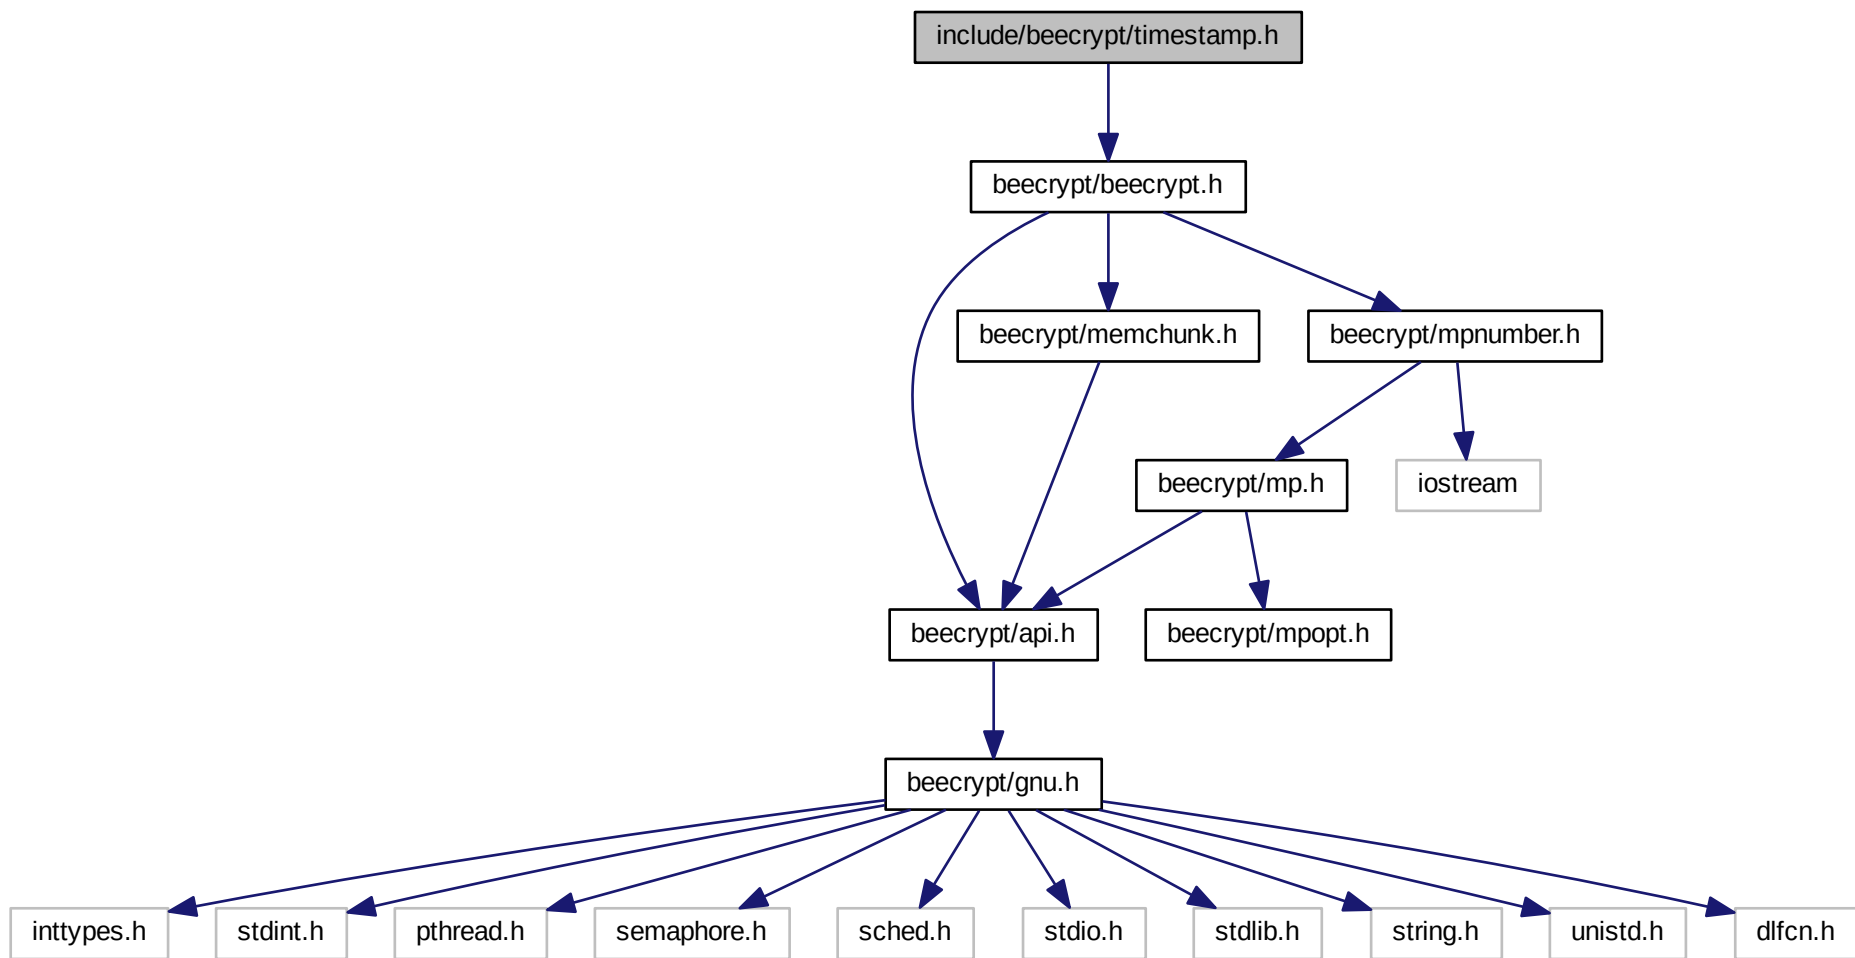 include/beecrypt/timestamp.h
beecrypt/beecrypt.h
beecrypt/memchunk.h
beecrypt/mpnumber.h
beecrypt/mp.h
iostream
beecrypt/api.h
beecrypt/mpopt.h
beecrypt/gnu.h
inttypes.h
stdint.h
pthread.h
semaphore.h
sched.h
stdio.h
stdlib.h
string.h
unistd.h
dlfcn.h